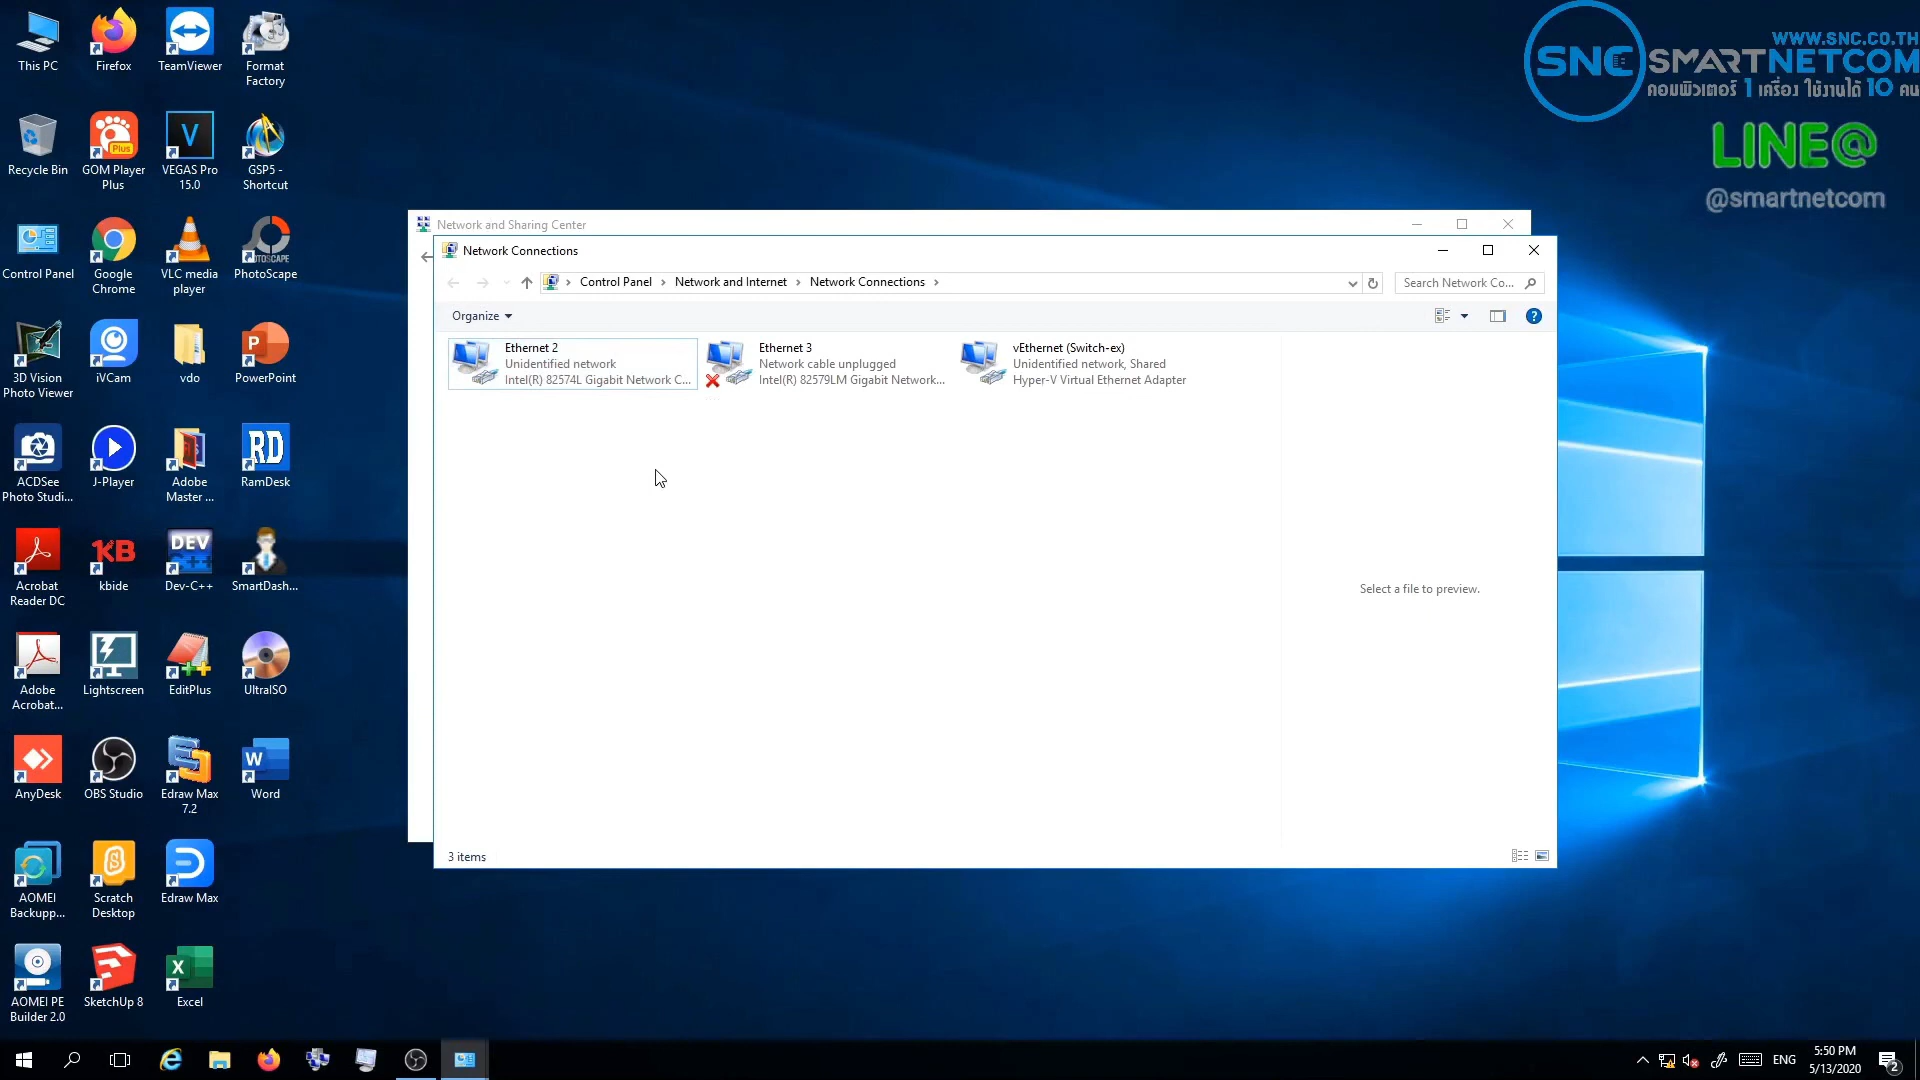 This PC
Firefox
TeamViewer
Format
Factory
Recycle Bin
GOM Player
Plus
VEGAS Pro
15.0
GSP5 -
Shortcut
Control Panel
Google
Chrome
VLC media
player
PhotoScape
3D Vision
Photo Viewer
iVCam
vdo
PowerPoint
ACDSee
Photo Studi...
J-Player
Adobe
Master ...
RamDesk
Acrobat
Reader DC
kbide
Dev-C++
SmartDash...
Adobe
Acrobat...
Lightscreen
EditPlus
UltraISO
AnyDesk
OBS Studio
Edraw Max
7.2
Word
AOMEI
Backupp...
Scratch
Desktop
Edraw Max
AOMEI PE
Builder 2.0
SketchUp 8
Excel
WWW.SNC.CO.TH
SNC SMARTNETCOM
คอมพิวเตอร์ 1 เครื่อง ใช้งานได้ 10 คน
LINE@
@smartnetcom
Network and Sharing Center
Network Connections
Control Panel
Network and Internet
Network Connections
Search Network Co...
Organize
Ethernet 2
Unidentified network
Intel(R) 82574L Gigabit Network C...
Ethernet 3
Network cable unplugged
Intel(R) 82579LM Gigabit Network...
vEthernet (Switch-ex)
Unidentified network, Shared
Hyper-V Virtual Ethernet Adapter
Select a file to preview.
3 items
ENG
5:50 PM
5/13/2020
2